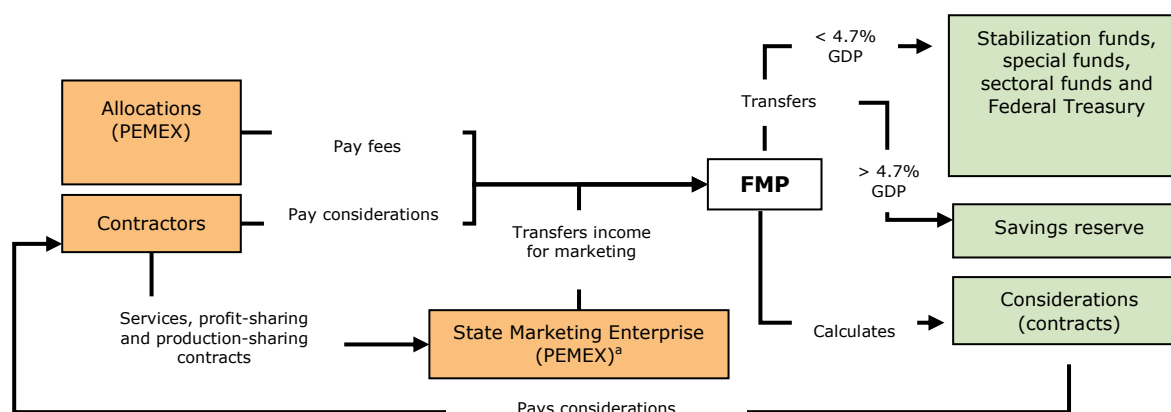 < 4.7%
GDP
Stabilization funds,
special funds,
sectoral funds and
Federal Treasury
Allocations
(PEMEX)
Transfers
Pay fees
> 4.7%
GDP
FMP
Contractors
Pay considerations
Transfers income
for marketing
Savings reserve
Services, profit-sharing
and production-sharing
contracts
State Marketing Enterprise
(PEMEX)ᵃ
Calculates
Considerations
(contracts)
Pays considerations